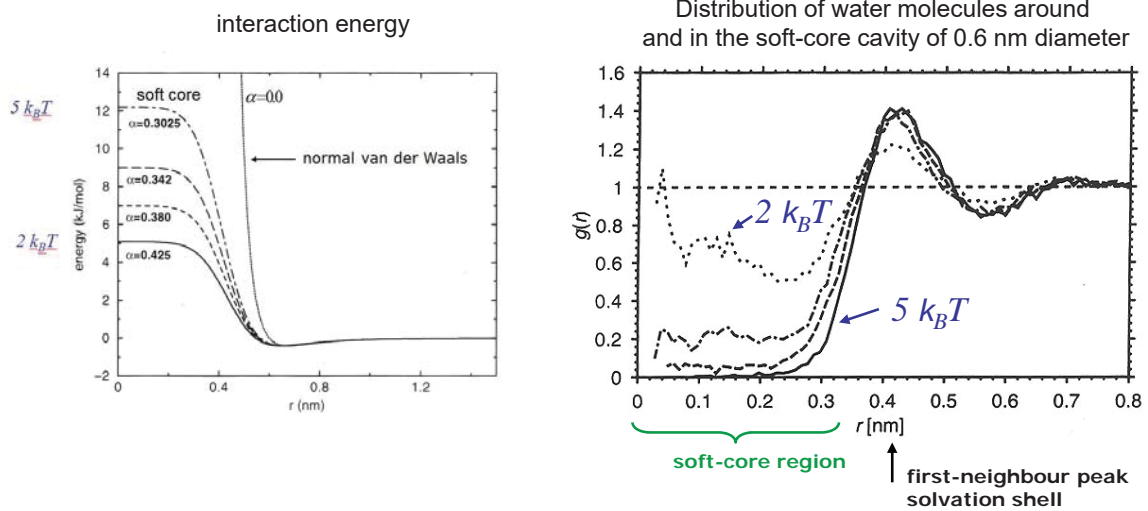 interaction energy
14
12
10
8
6
4
2
0
−2
energy (kJ/mol)
5 k_BT
2 k_BT
soft core
α=0.3025
α=0.342
α=0.380
α=0.425
α=0.0
normal van der Waals
0
0.4
0.8
1.2
r (nm)
Distribution of water molecules around
and in the soft-core cavity of 0.6 nm diameter
1.6
1.4
1.2
1
0.8
0.6
0.4
0.2
0
g(r)
2 k_BT
5 k_BT
0
0.1
0.2
0.3
0.4
0.5
0.6
0.7
0.8
r [nm]
soft-core region
first-neighbour peak
solvation shell